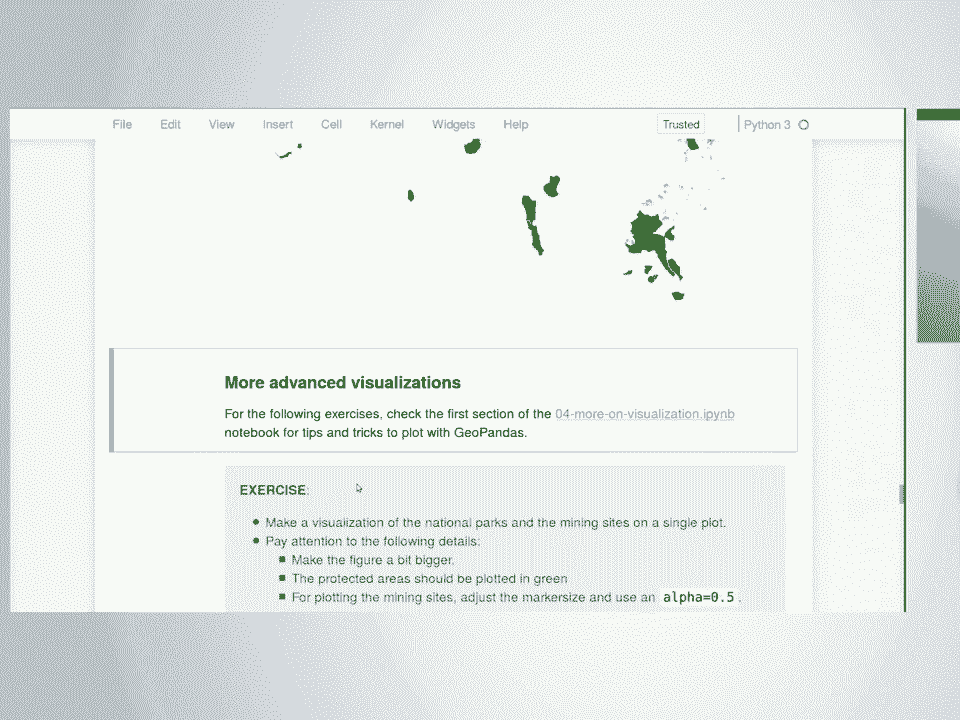 File Edit View Insert Cell Kernel Widgets Help Trusted Python 3
More advanced visualizations
For the following exercises, check the first section of the 04-more-on-visualization.ipynb
notebook for tips and tricks to plot with GeoPandas.
EXERCISE:
Make a visualization of the national parks and the mining sites on a single plot.
Pay attention to the following details:
Make the figure a bit bigger.
The protected areas should be plotted in green
For plotting the mining sites, adjust the markersize and use an alpha=0.5 .